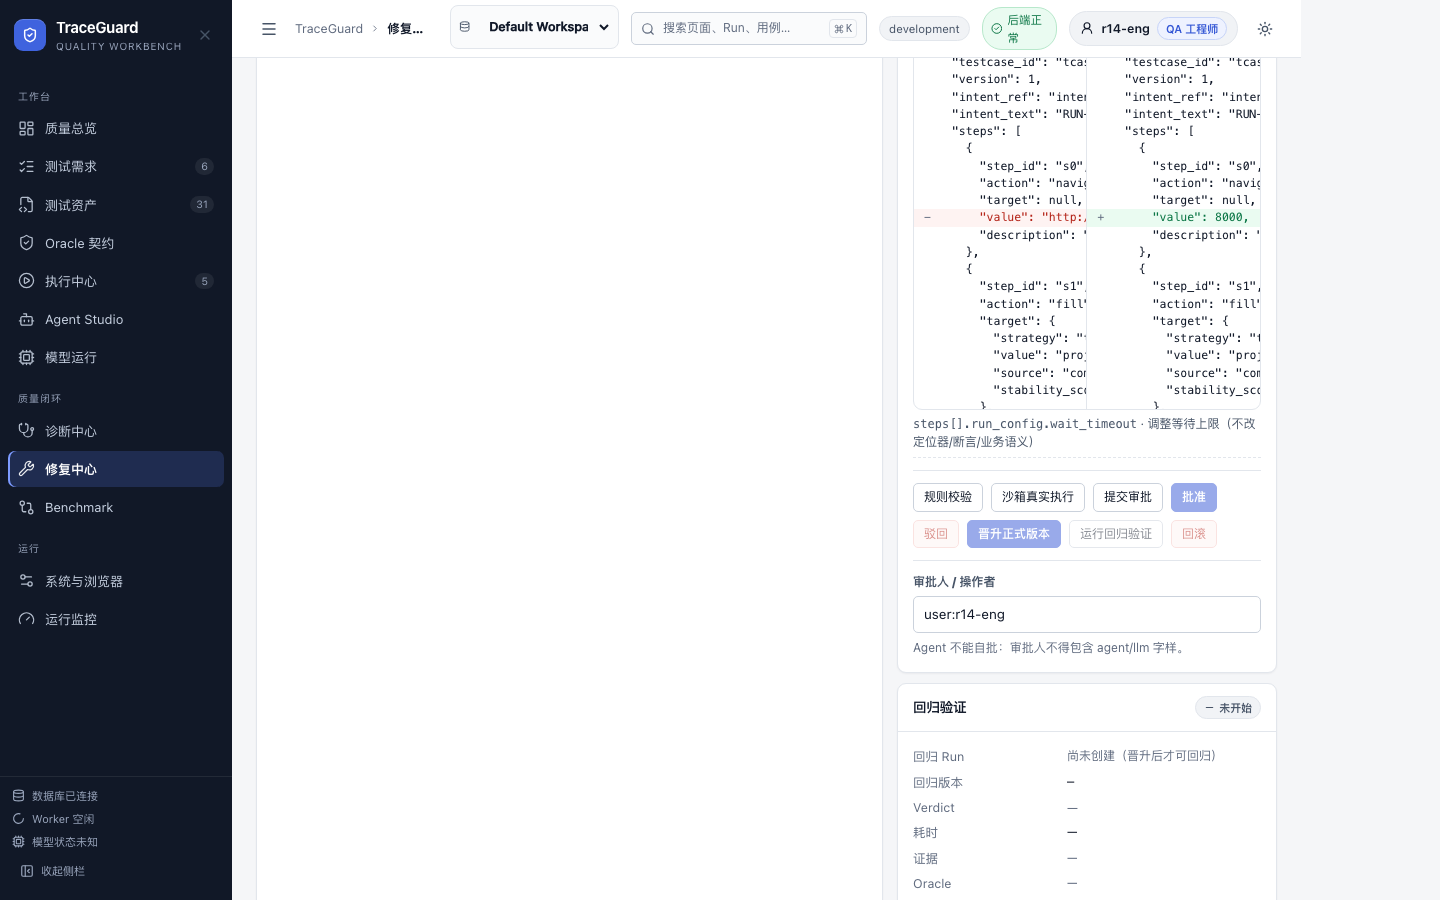 TraceGuard
QUALITY WORKBENCH
工作台
质量总览
测试需求 6
测试资产 31
Oracle 契约
执行中心 5
Agent Studio
模型运行
质量闭环
诊断中心
修复中心
Benchmark
运行
系统与浏览器
运行监控
数据库已连接
Worker 空闲
模型状态未知
收起侧栏
TraceGuard > 修复...
Default Workspa
搜索页面、Run、用例... ⌘ K
development
后端正
常
r14-eng QA 工程师
"testcase_id": "tcas "testcase_id": "tcas
"version": 1, "version": 1,
"intent_ref": "inter "intent_ref": "inter
"intent_text": "RUN- "intent_text": "RUN-
"steps": [ "steps": [
{ {
"step_id": "s0", "step_id": "s0",
"action": "navig "action": "navig
"target": null, "target": null,
− "value": "http:/ + "value": 8000,
"description": " "description": "
}, },
{ {
"step_id": "s1", "step_id": "s1",
"action": "fill" "action": "fill"
"target": { "target": {
"strategy": "t "strategy": "t
"value": "proj "value": "proj
"source": "com "source": "com
"stability_sco "stability_sco
} }
steps[].run_config.wait_timeout · 调整等待上限（不改
定位器/断言/业务语义）
规则校验 沙箱真实执行 提交审批 批准
驳回 晋升正式版本 运行回归验证 回滚
审批人 / 操作者
user:r14-eng
Agent 不能自批：审批人不得包含 agent/llm 字样。
回归验证 — 未开始
回归 Run 尚未创建（晋升后才可回归）
回归版本 —
Verdict —
耗时 —
证据 —
Oracle —